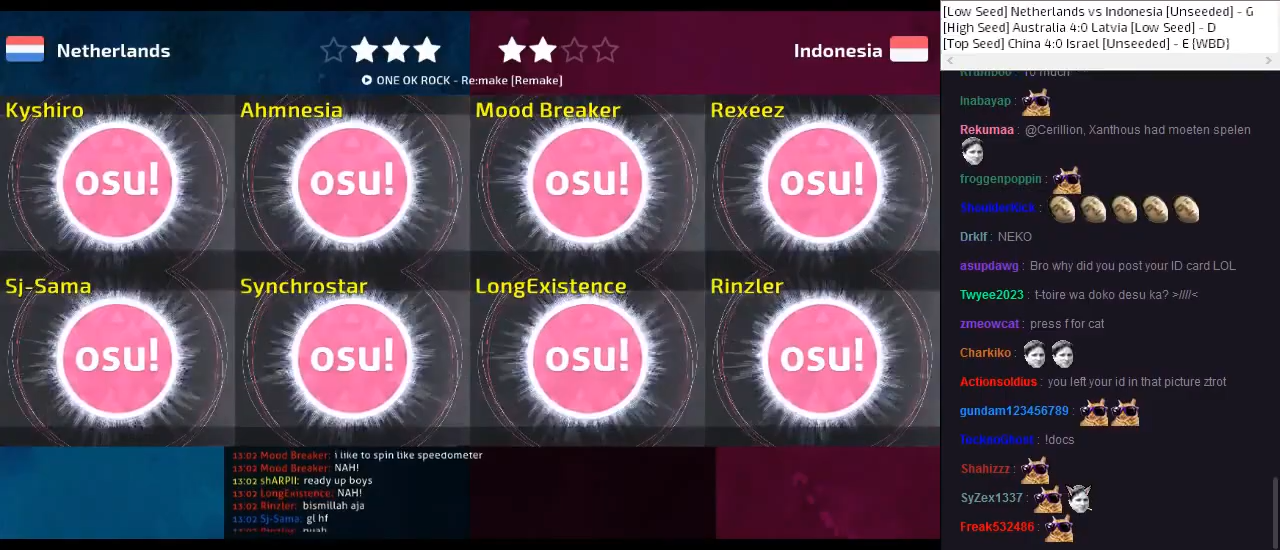 Netherlands
Indonesia
ONE OK ROCK - Re:make [Remake]
Kyshiro
Ahmnesia
Mood Breaker
Rexeez
osu!
osu!
osu!
osu!
Sj-Sama
Synchrostar
LongExistence
Rinzler
osu!
osu!
osu!
osu!
13:02 Mood Breaker: i like to spin like speedometer
13:02 Mood Breaker: NAH!
13:02 shARPII: ready up boys
13:02 LongExistence: NAH!
13:02 Rinzler: bismillah aja
13:02 Sj-Sama: gl hf
[Low Seed] Netherlands vs Indonesia [Unseeded] - G
[High Seed] Australia 4:0 Latvia [Low Seed] - D
[Top Seed] China 4:0 Israel [Unseeded] - E {WBD}
Inabayap :
Rekumaa : @Cerillion, Xanthous had moeten spelen
froggenpoppin :
ShoulderKick :
Drklf : NEKO
asupdawg : Bro why did you post your ID card LOL
Twyee2023 : t-toire wa doko desu ka? >////<
zmeowcat : press f for cat
Charkiko :
Actionsoldius : you left your id in that picture ztrot
gundam123456789 :
!docs
Shahizzz :
SyZex1337 :
Freak532486 :